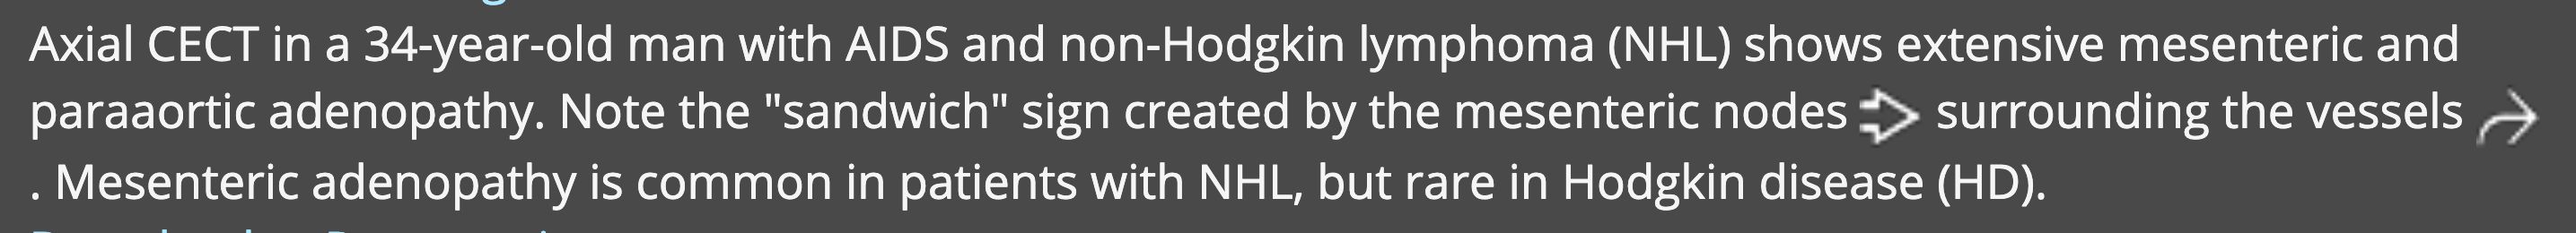 Axial CECT in a 34-year-old man with AIDS and non-Hodgkin lymphoma (NHL) shows extensive mesenteric and
paraaortic adenopathy. Note the "sandwich" sign created by the mesenteric nodes surrounding the vessels
. Mesenteric adenopathy is common in patients with NHL, but rare in Hodgkin disease (HD).